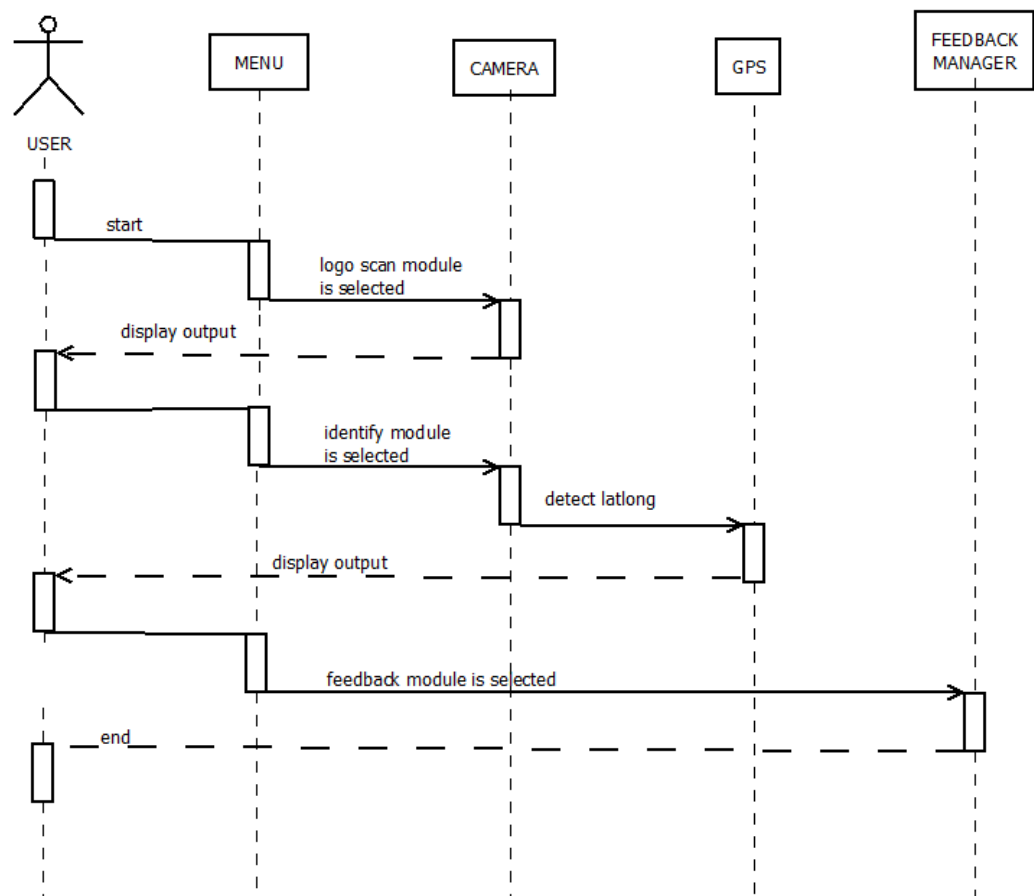 FEEDBACK
MANAGER
MENU
CAMERA
GPS
USER
start
logo scan module
is selected
display output
identify module
is selected
detect latlong
display output
feedback module is selected
end